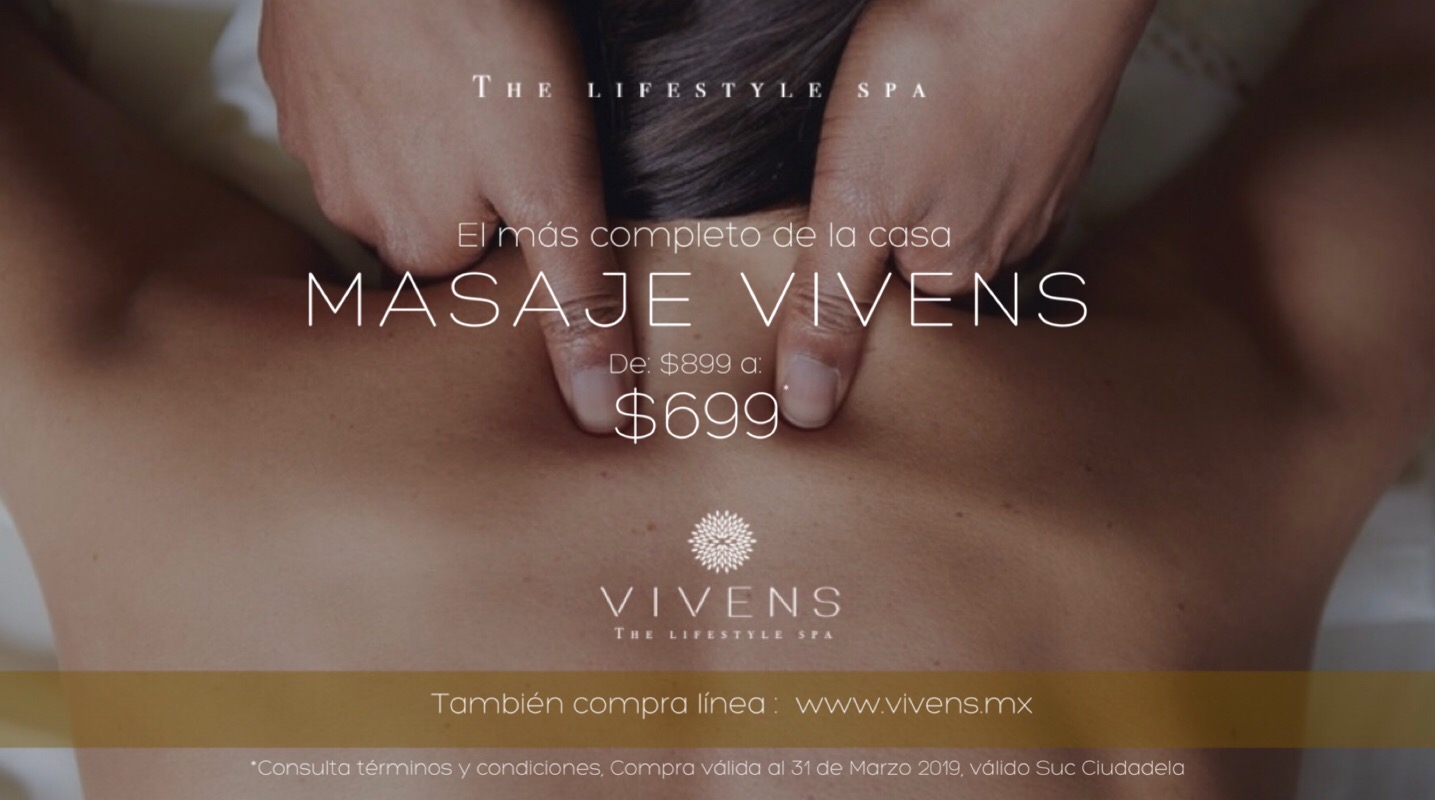 THE LIFESTYLE SPA
El más completo de la casa
MASAJE VIVENS
De: $899 a:
$699*
VIVENS
THE LIFESTYLE SPA
También compra línea : www.vivens.mx
*Consulta términos y condiciones, Compra válida al 31 de Marzo 2019, válido Suc Ciudadela